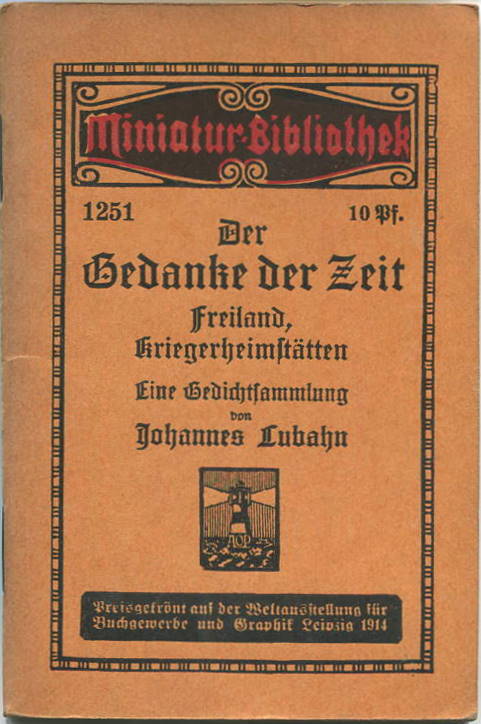 Miniatur-Bibliothek
1251 10 Pf.
Der
Gedanke der Zeit
Freiland,
Kriegerheimstätten
Eine Gedichtsammlung
von
Johannes Lubahn
AOP
Preisgekrönt auf der Weltausstellung für
Buchgewerbe und Graphik Leipzig 1914